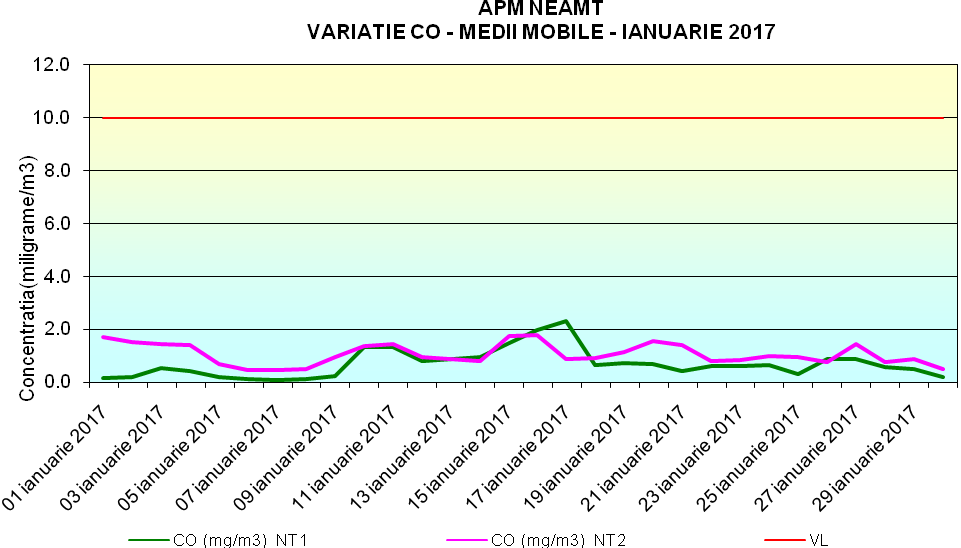 APM NEAMT
VARIATIE CO - MEDII MOBILE - IANUARIE 2017
Concentratia(miligrame/m3)
12.0
10.0
8.0
6.0
4.0
2.0
0.0
01 ianuarie 2017
03 ianuarie 2017
05 ianuarie 2017
07 ianuarie 2017
09 ianuarie 2017
11 ianuarie 2017
13 ianuarie 2017
15 ianuarie 2017
17 ianuarie 2017
19 ianuarie 2017
21 ianuarie 2017
23 ianuarie 2017
25 ianuarie 2017
27 ianuarie 2017
29 ianuarie 2017
CO (mg/m3) NT1
CO (mg/m3) NT2
VL